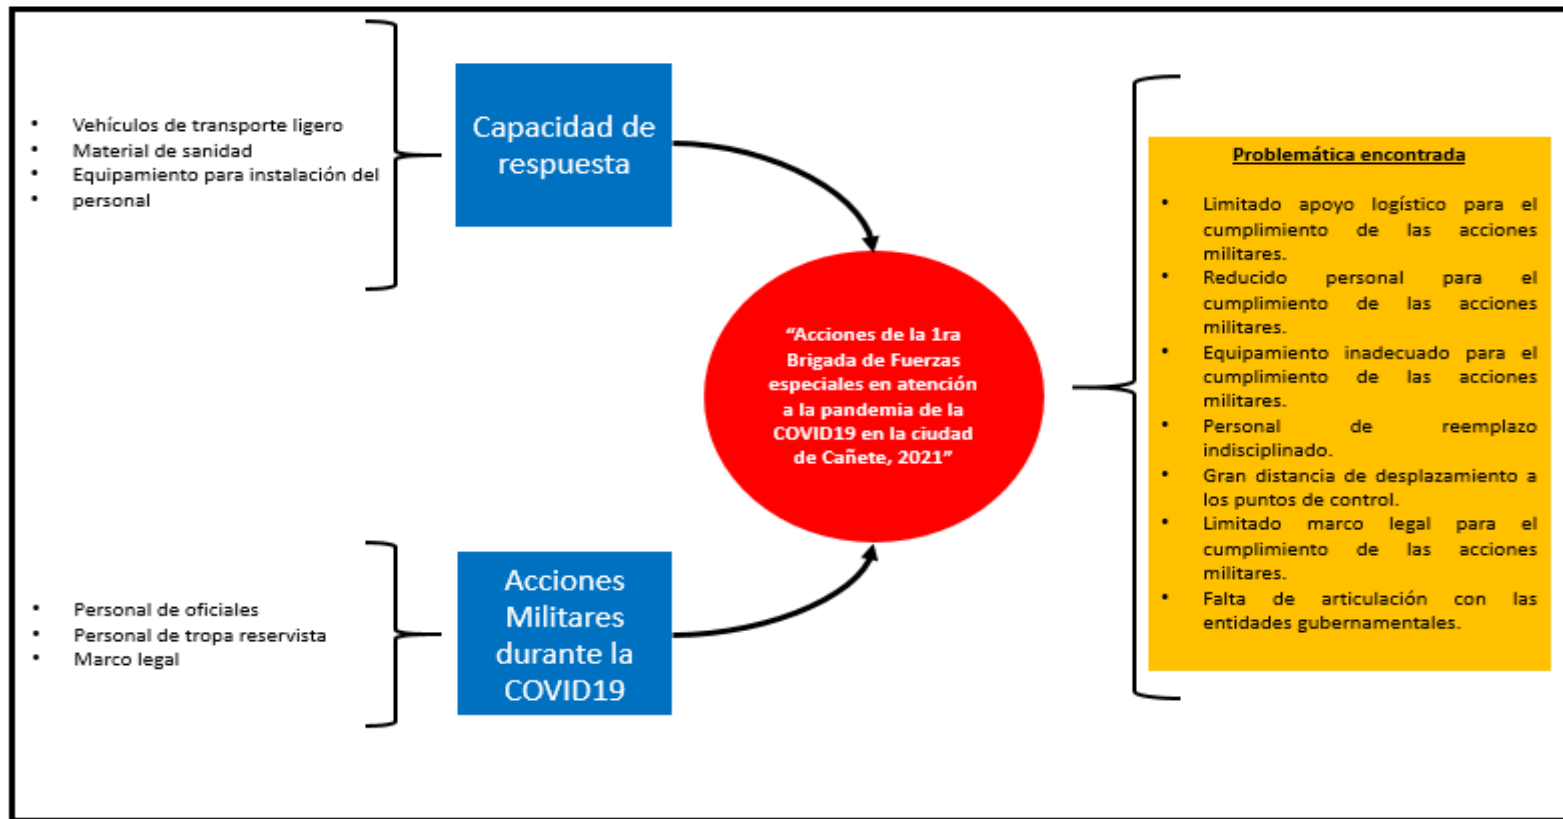 • Vehículos de transporte ligero
• Material de sanidad
• Equipamiento para instalación del
• personal
Capacidad de
respuesta
• Personal de oficiales
• Personal de tropa reservista
• Marco legal
Acciones
Militares
durante la
COVID19
“Acciones de la 1ra
Brigada de Fuerzas
especiales en atención
a la pandemia de la
COVID19 en la ciudad
de Cañete, 2021”
Problemática encontrada
• Limitado apoyo logístico para el
cumplimiento de las acciones
militares.
• Reducido personal para el
cumplimiento de las acciones
militares.
• Equipamiento inadecuado para el
cumplimiento de las acciones
militares.
• Personal de reemplazo
indisciplinado.
• Gran distancia de desplazamiento a
los puntos de control.
• Limitado marco legal para el
cumplimiento de las acciones
militares.
• Falta de articulación con las
entidades gubernamentales.